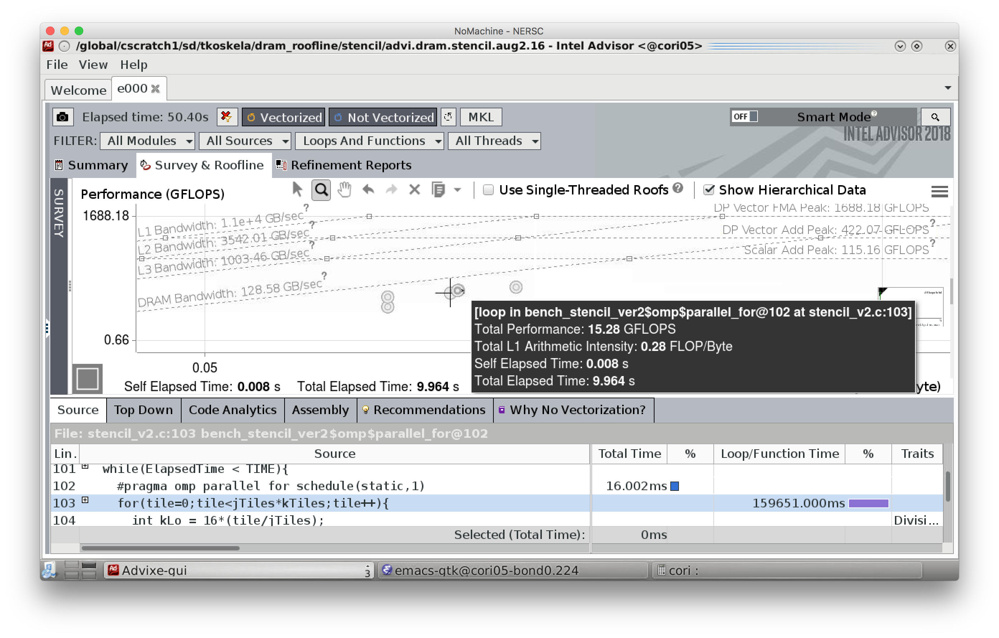 NoMachine - NERSC
/global/cscratch1/sd/tkoskela/dram_roofline/stencil/advi.dram.stencil.aug2.16 - Intel Advisor <@cori05>
File View Help
Welcome e000
Elapsed time: 50.40s Vectorized Not Vectorized MKL OFF Smart Mode
INTEL ADVISOR 2018
FILTER: All Modules All Sources Loops And Functions All Threads
Summary Survey & Roofline Refinement Reports
SURVEY
Performance (GFLOPS) Use Single-Threaded Roofs ? Show Hierarchical Data
1688.18
L1 Bandwidth: 1.1e+4 GB/sec ?
DP Vector FMA Peak: 1688.18 GFLOPS
L2 Bandwidth: 3542.01 GB/sec ?
DP Vector Add Peak: 422.07 GFLOPS ?
L3 Bandwidth: 1003.46 GB/sec ?
Scalar Add Peak: 115.16 GFLOPS ?
DRAM Bandwidth: 128.58 GB/sec ?
0.66
0.05
[loop in bench_stencil_ver2$omp$parallel_for@102 at stencil_v2.c:103]
Total Performance: 15.28 GFLOPS
Total L1 Arithmetic Intensity: 0.28 FLOP/Byte
Self Elapsed Time: 0.008 s
Total Elapsed Time: 9.964 s
Self Elapsed Time: 0.008 s Total Elapsed Time: 9.964 s yte)
Source Top Down Code Analytics Assembly Recommendations Why No Vectorization?
File: stencil_v2.c:103 bench_stencil_ver2$omp$parallel_for@102
Lin. Source Total Time % Loop/Function Time % Traits
101 while(ElapsedTime < TIME){
102 #pragma omp parallel for schedule(static,1) 16.002ms
103 for(tile=0;tile<jTiles*kTiles;tile++){ 159651.000ms
104 int kLo = 16*(tile/jTiles); Divisi...
Selected (Total Time): 0ms
Advixe-gui 3 emacs-gtk@cori05-bond0.224 cori :